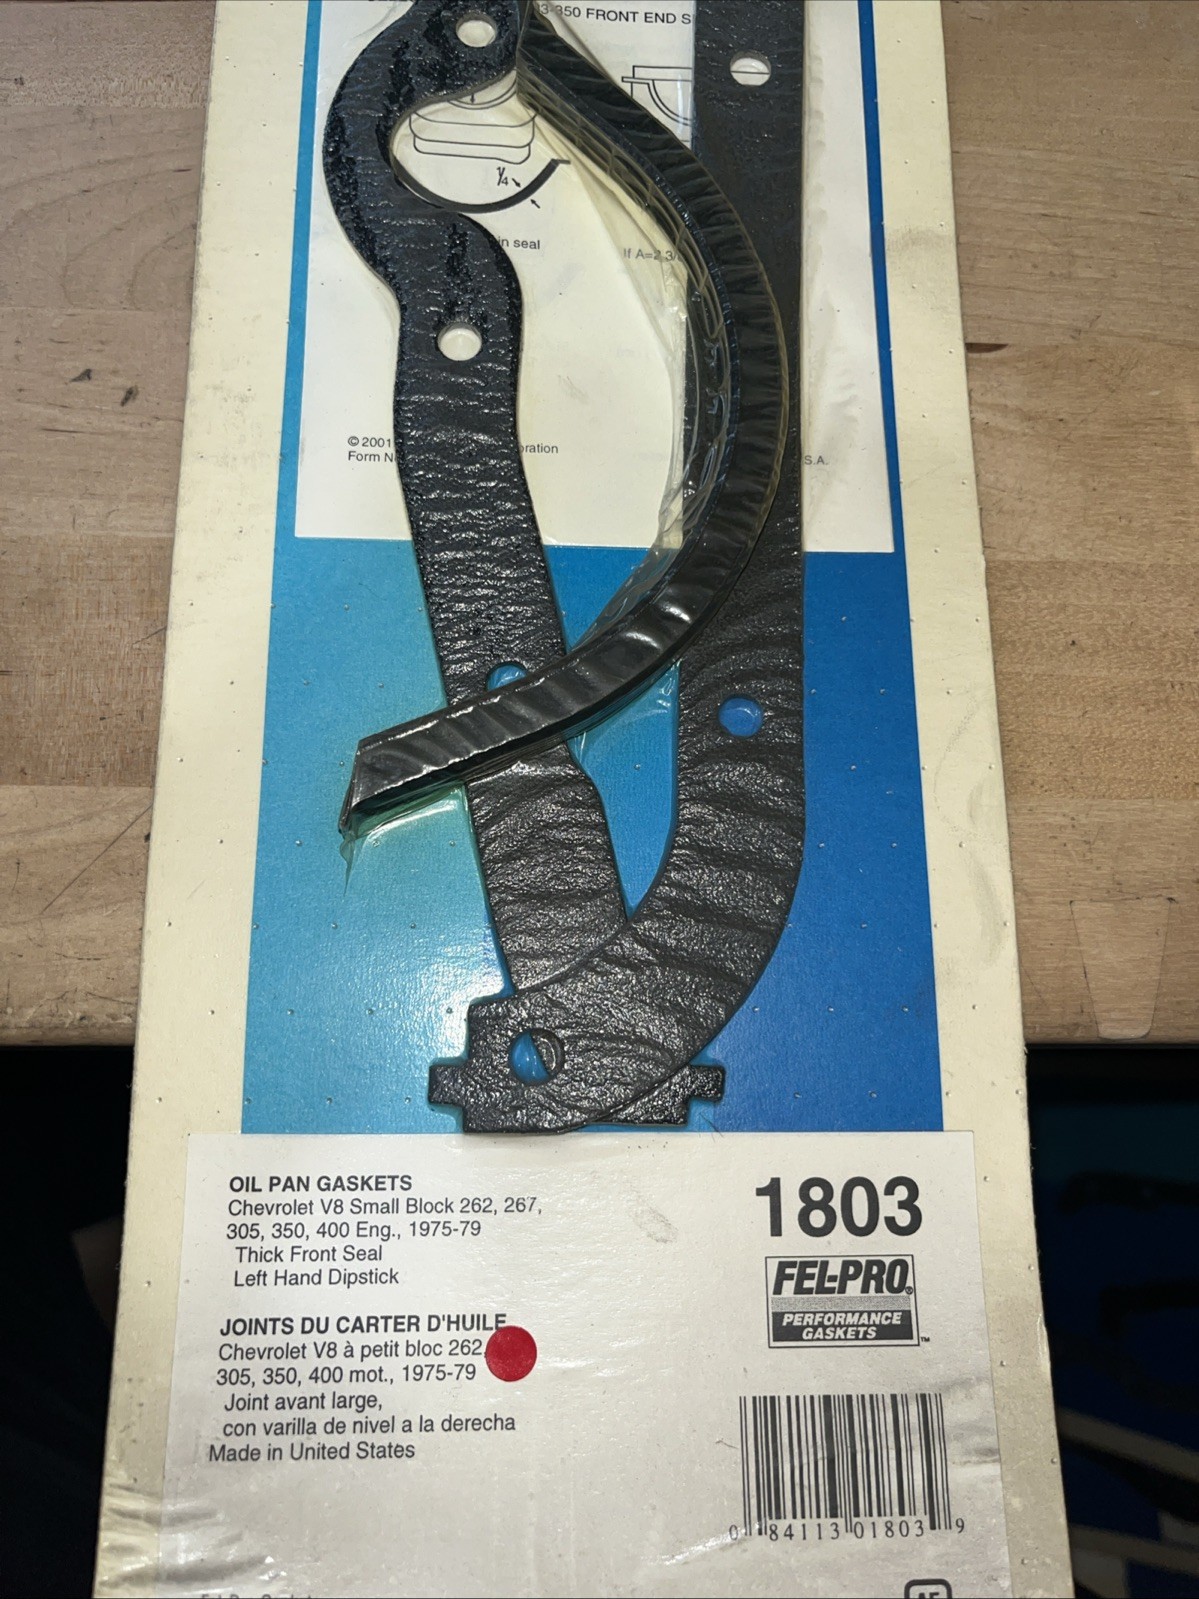 350 FRONT END
1/4
in seal
If A=2 3/
© 2001
oration
Form N
S.A.
OIL PAN GASKETS
Chevrolet V8 Small Block 262, 267,
305, 350, 400 Eng., 1975-79
Thick Front Seal
Left Hand Dipstick
JOINTS DU CARTER D'HUILE
Chevrolet V8 à petit bloc 262,
305, 350, 400 mot., 1975-79
Joint avant large,
con varilla de nivel a la derecha
Made in United States
1803
FEL-PRO®
PERFORMANCE
GASKETS™
0 84113 01803 9